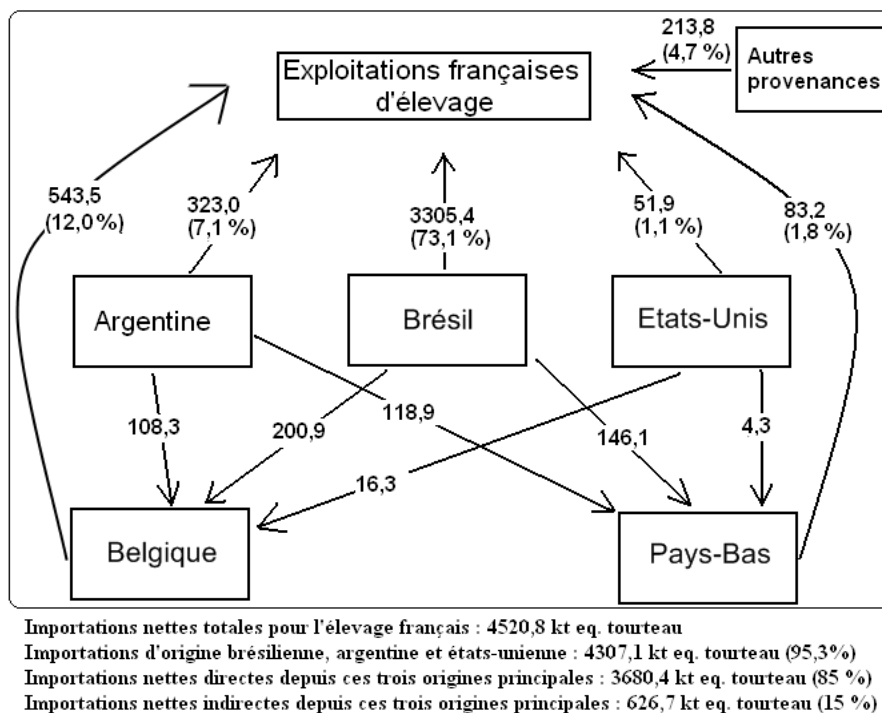 213,8
(4,7 %)
Autres
provenances
Exploitations françaises
d'élevage
543,5
(12,0 %)
323,0
(7,1 %)
3305,4
(73,1 %)
51,9
(1,1 %)
83,2
(1,8 %)
Argentine
Brésil
Etats-Unis
108,3
200,9
118,9
146,1
4,3
16,3
Belgique
Pays-Bas
Importations nettes totales pour l'élevage français : 4520,8 kt eq. tourteau
Importations d'origine brésilienne, argentine et états-unienne : 4307,1 kt eq. tourteau (95,3%)
Importations nettes directes depuis ces trois origines principales : 3680,4 kt eq. tourteau (85 %)
Importations nettes indirectes depuis ces trois origines principales : 626,7 kt eq. tourteau (15 %)